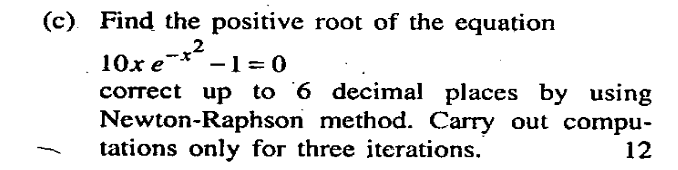 (c) Find the positive root of the equation
10x e^{-x^2} - 1 = 0
correct up to 6 decimal places by using
Newton-Raphson method. Carry out compu-
tations only for three iterations. 12